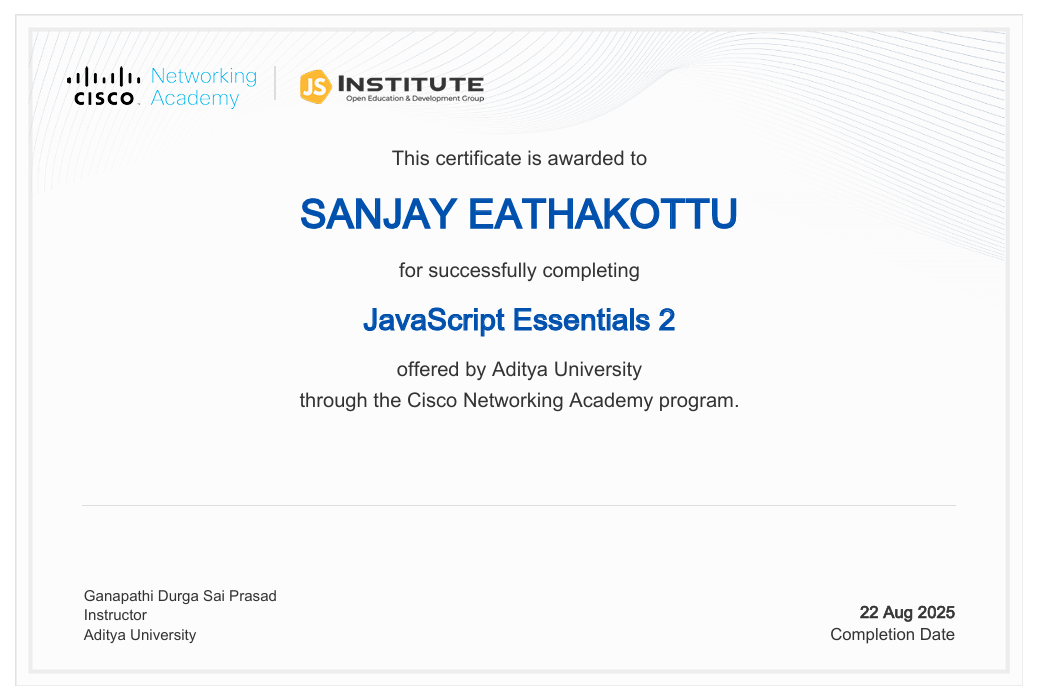 CISCO
Networking
Academy
JS INSTITUTE
Open Education & Development Group
This certificate is awarded to
SANJAY EATHAKOTTU
for successfully completing
JavaScript Essentials 2
offered by Aditya University
through the Cisco Networking Academy program.
Ganapathi Durga Sai Prasad
Instructor
Aditya University
22 Aug 2025
Completion Date